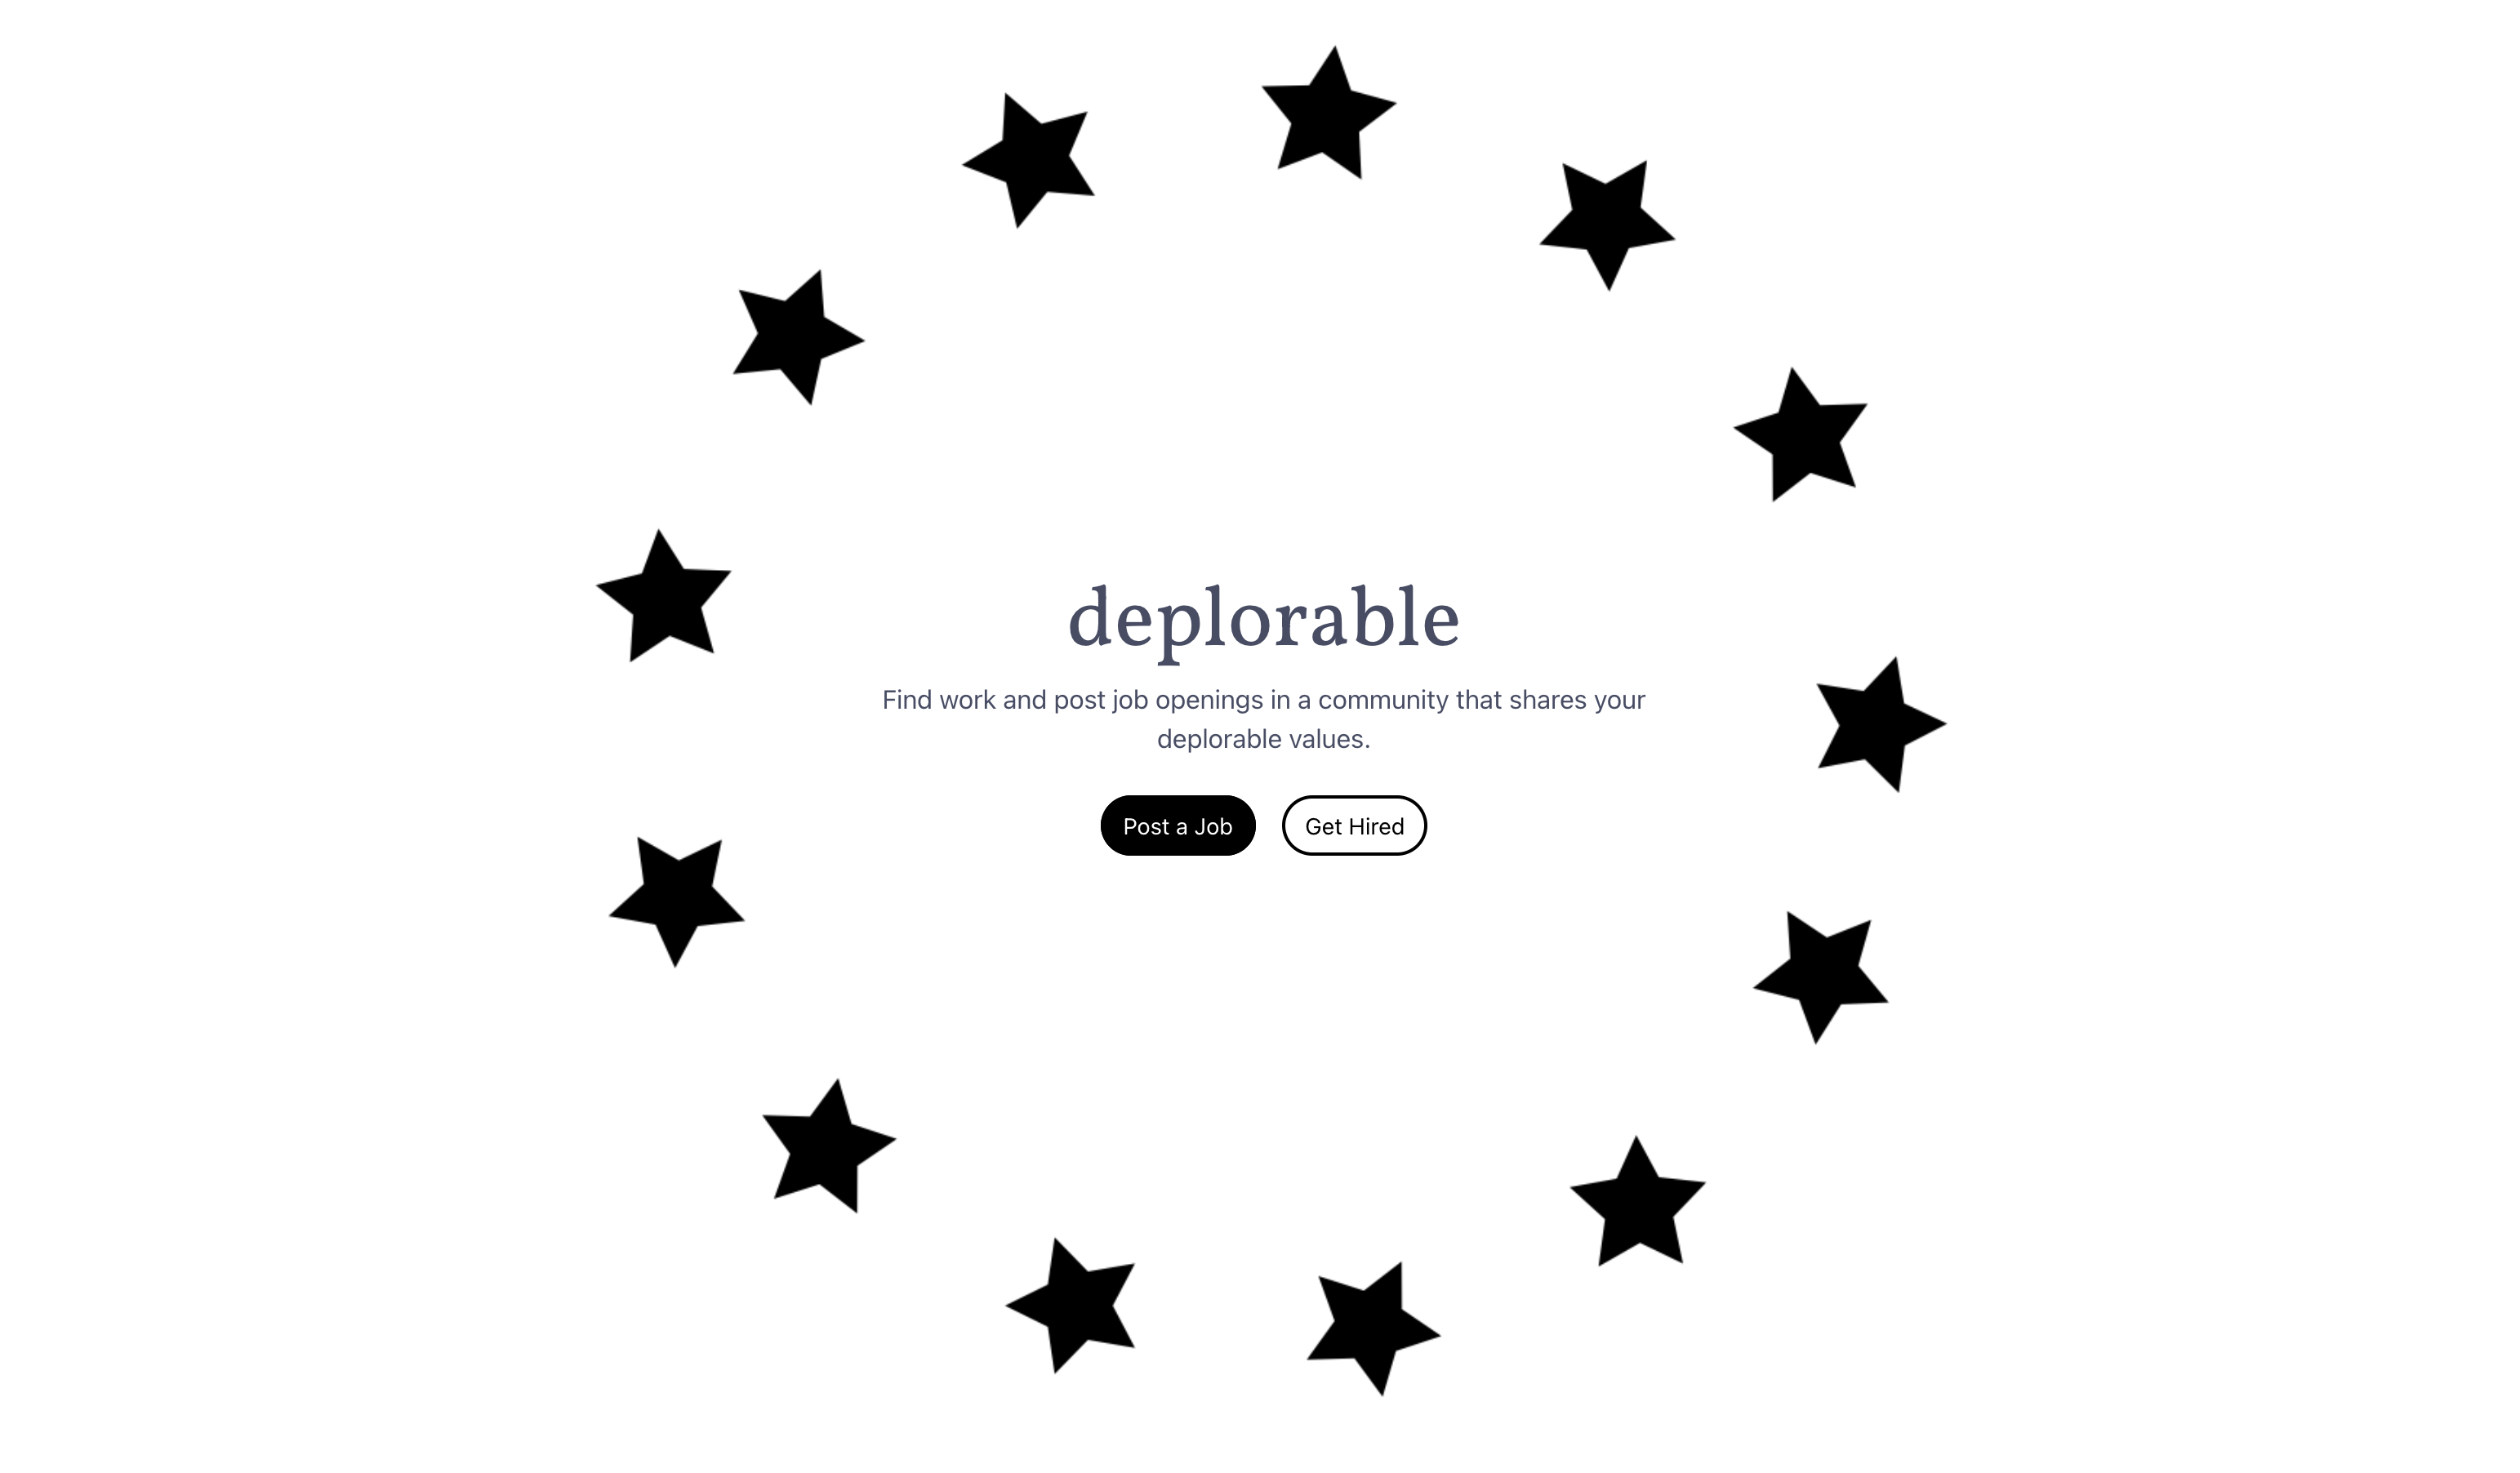 deplorable
Find work and post job openings in a community that shares your
deplorable values.
Post a Job
Get Hired